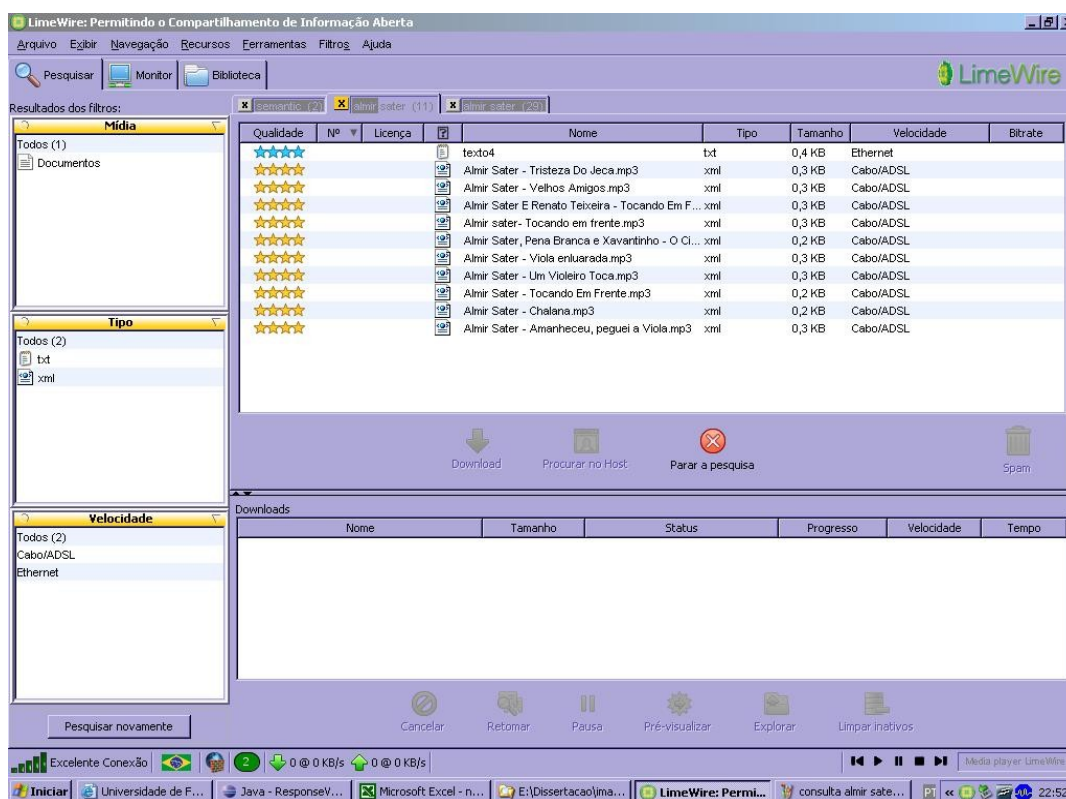 LimeWire: Permitindo o Compartilhamento de Informação Aberta
Arquivo Exibir Navegação Recursos Ferramentas Filtros Ajuda
Pesquisar Monitor Biblioteca LimeWire
Resultados dos filtros:
semantic (2) almir sater (11) almir sater (29)
Mídia
Todos (1)
Documentos
Tipo
Todos (2)
txt
xml
Velocidade
Todos (2)
Cabo/ADSL
Ethernet
Pesquisar novamente
Qualidade Nº Licença ? Nome Tipo Tamanho Velocidade Bitrate
texto4 txt 0,4 KB Ethernet
Almir Sater - Tristeza Do Jeca.mp3 xml 0,3 KB Cabo/ADSL
Almir Sater - Velhos Amigos.mp3 xml 0,3 KB Cabo/ADSL
Almir Sater E Renato Teixeira - Tocando Em F... xml 0,3 KB Cabo/ADSL
Almir sater- Tocando em frente.mp3 xml 0,3 KB Cabo/ADSL
Almir Sater, Pena Branca e Xavantinho - O Ci... xml 0,2 KB Cabo/ADSL
Almir Sater - Viola enluarada.mp3 xml 0,2 KB Cabo/ADSL
Almir Sater - Um Violeiro Toca.mp3 xml 0,3 KB Cabo/ADSL
Almir Sater - Tocando Em Frente.mp3 xml 0,2 KB Cabo/ADSL
Almir Sater - Chalana.mp3 xml 0,2 KB Cabo/ADSL
Almir Sater - Amanheceu, peguei a Viola.mp3 xml 0,3 KB Cabo/ADSL
Download Procurar no Host Parar a pesquisa Spam
Downloads
Nome Tamanho Status Progresso Velocidade Tempo
Cancelar Retomar Pausa Pré-visualizar Explorar Limpar inativos
Excelente Conexão 2 0 @ 0 KB/s 0 @ 0 KB/s Media player LimeWire
Iniciar Universidade de F... Java - ResponseV... Microsoft Excel - n... E:\Dissertacao\ima... LimeWire: Permi... consulta almir sate... PT « 22:52